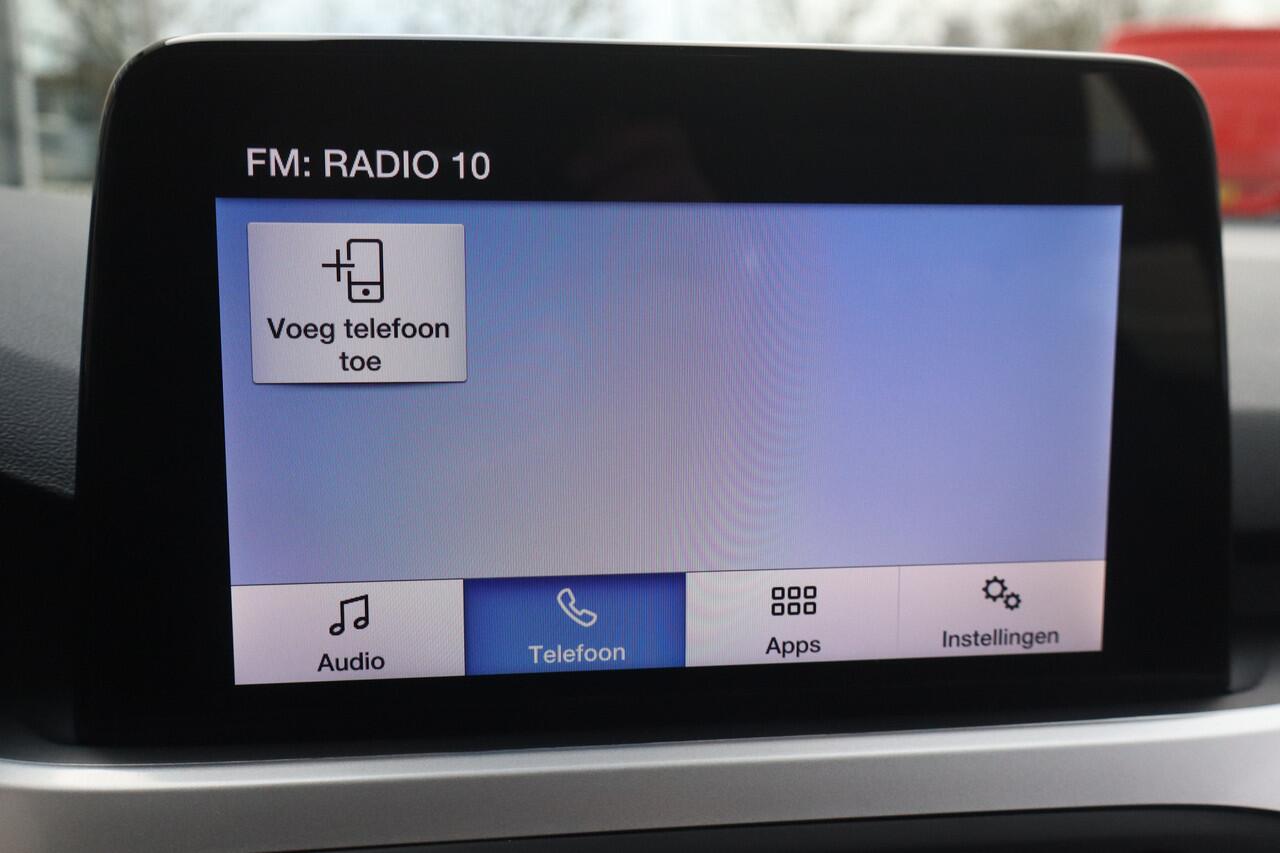 FM: RADIO 10
Voeg telefoon
toe
Audio
Telefoon
Apps
Instellingen